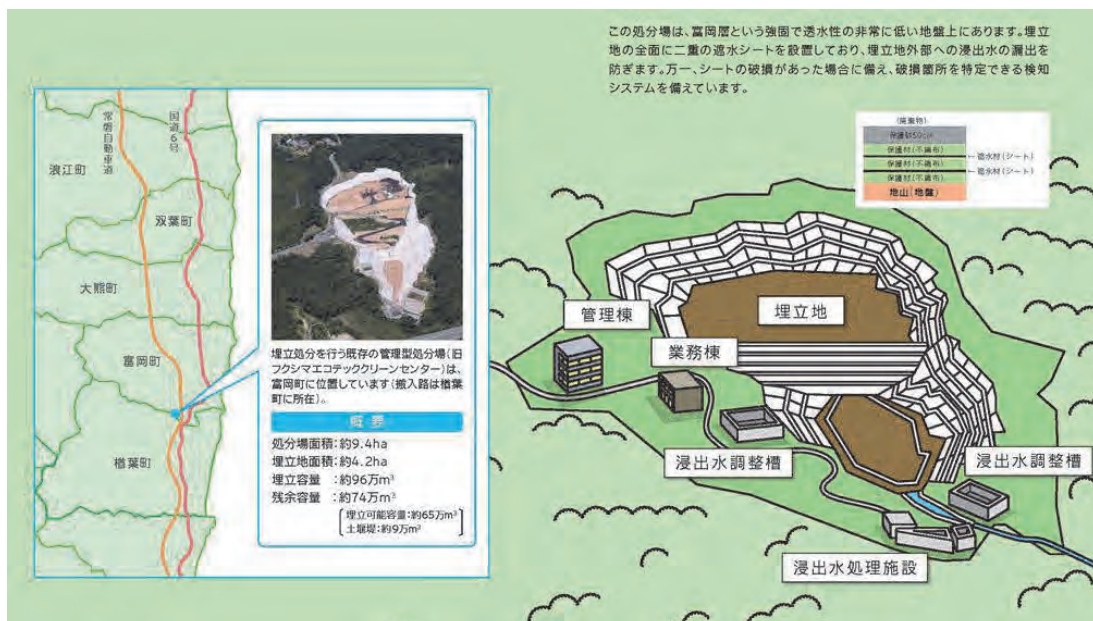 この処分場は、富岡層という強固で透水性の非常に低い地盤上にあります。埋立
地の全面に二重の遮水シートを設置しており、埋立地外部への浸出水の漏出を
防ぎます。万一、シートの破損があった場合に備え、破損箇所を特定できる検知
システムを備えています。
(廃棄物)
保護砂50cm
保護材(不織布)
遮水材(シート)
保護材(不織布)
遮水材(シート)
保護材(不織布)
地山(地盤)
常磐自動車道
国道6号
浪江町
双葉町
大熊町
富岡町
楢葉町
埋立処分を行う既存の管理型処分場(旧
フクシマエコテッククリーンセンター)は、
富岡町に位置しています(搬入路は楢葉
町に所在)。
概要
処分場面積:約9.4ha
埋立地面積:約4.2ha
埋立容量 :約96万m³
残余容量 :約74万m³
埋立可能容量:約65万m³
土堰堤:約9万m³
管理棟
業務棟
埋立地
浸出水調整槽
浸出水調整槽
浸出水処理施設